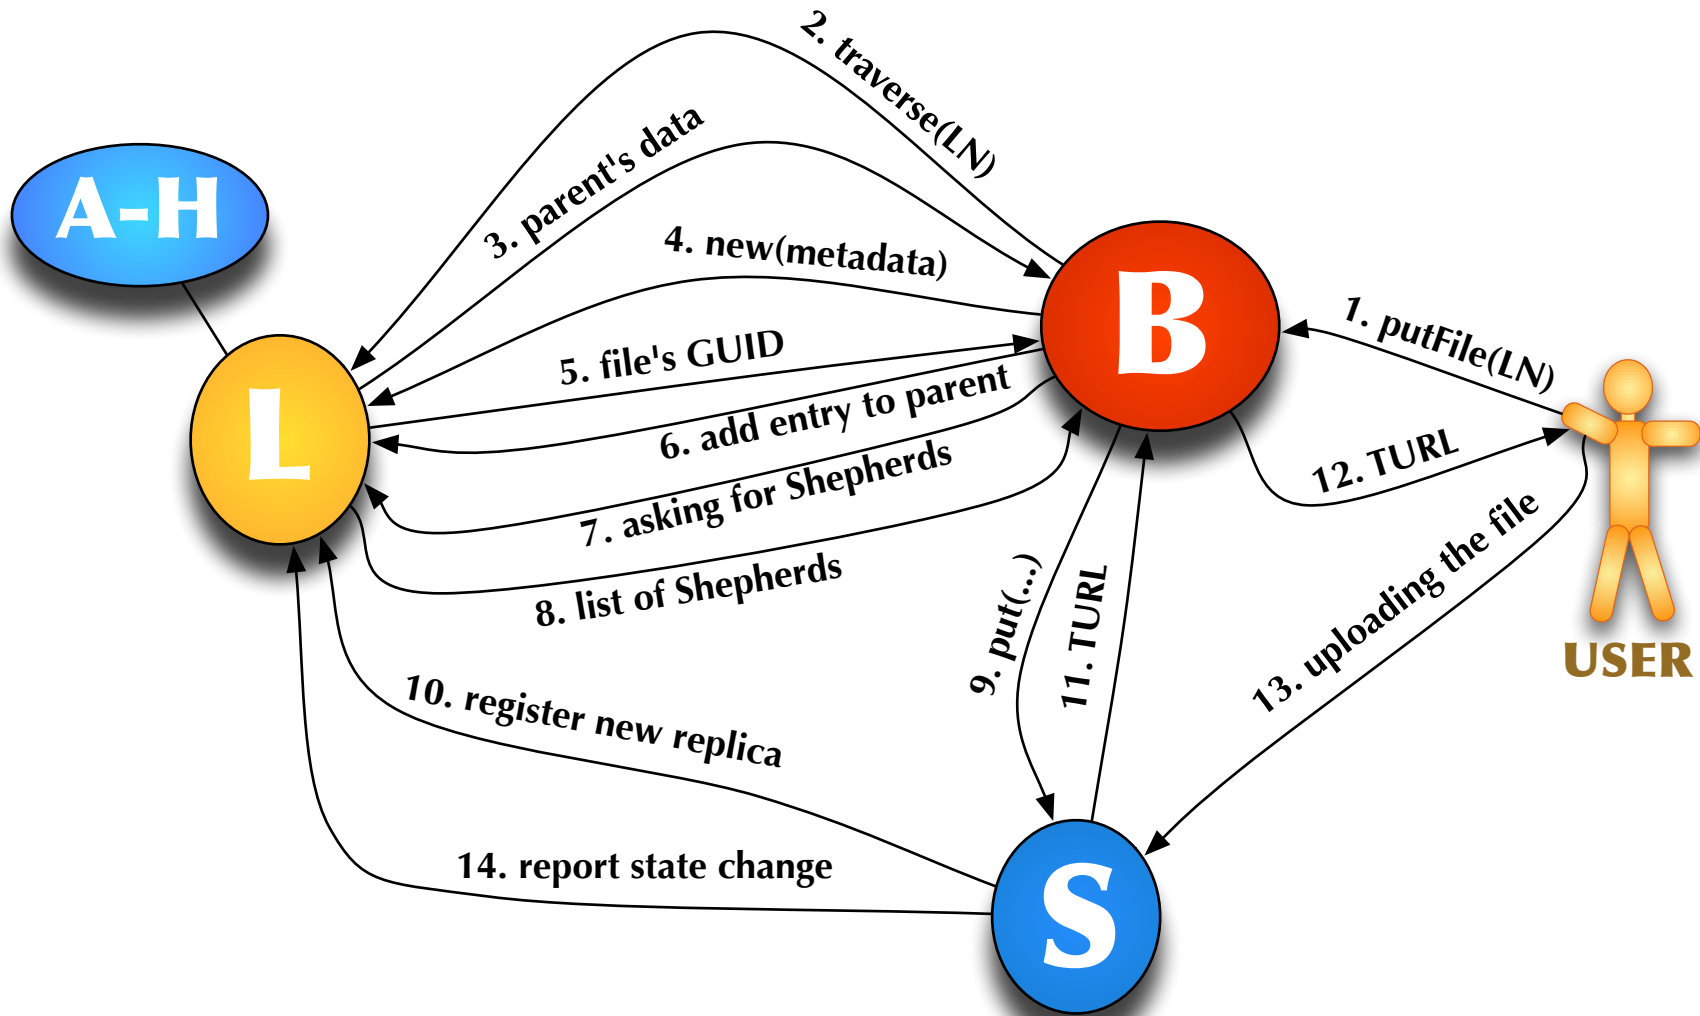 2. traverse(LN)
3. parent's data
A-H
4. new(metadata)
B
1. putFile(LN)
5. file's GUID
6. add entry to parent
L
12. TURL
7. asking for Shepherds
8. list of Shepherds
9. put(...)
11. TURL
13. uploading the file
USER
10. register new replica
14. report state change
S